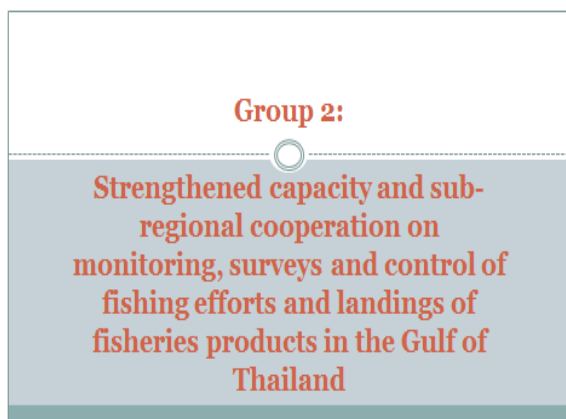 Group 2:
Strengthened capacity and sub-
regional cooperation on
monitoring, surveys and control of
fishing efforts and landings of
fisheries products in the Gulf of
Thailand